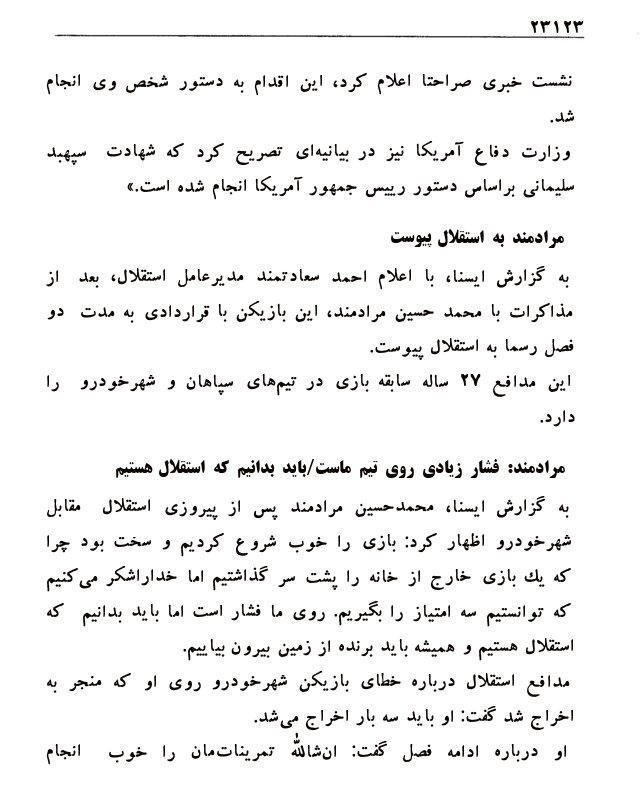 ۲۳۱۲۳
نشست خبری صراحتا اعلام کرد، این اقدام به دستور شخص وی انجام
شد.
وزارت دفاع آمریکا نیز در بیانیه‌ای تصریح کرد که شهادت سپهبد
سلیمانی براساس دستور رییس جمهور آمریکا انجام شده است.»
مرادمند به استقلال پیوست
به گزارش ایسنا، با اعلام احمد سعادتمند مدیرعامل استقلال، بعد از
مذاکرات با محمد حسین مرادمند، این بازیکن با قراردادی به مدت دو
فصل رسما به استقلال پیوست.
این مدافع ۲۷ ساله سابقه بازی در تیم‌های سپاهان و شهرخودرو را
دارد.
مرادمند: فشار زیادی روی تیم ماست/باید بدانیم که استقلال هستیم
به گزارش ایسنا، محمدحسین مرادمند پس از پیروزی استقلال مقابل
شهرخودرو اظهار کرد: بازی را خوب شروع کردیم و سخت بود چرا
که یك بازی خارج از خانه را پشت سر گذاشتیم اما خداراشکر می‌کنیم
که توانستیم سه امتیاز را بگیریم. روی ما فشار است اما باید بدانیم که
استقلال هستیم و همیشه باید برنده از زمین بیرون بیاییم.
مدافع استقلال درباره خطای بازیکن شهرخودرو روی او که منجر به
اخراج شد گفت: او باید سه بار اخراج می‌شد.
او درباره ادامه فصل گفت: ان‌شاالله تمرینات‌مان را خوب انجام